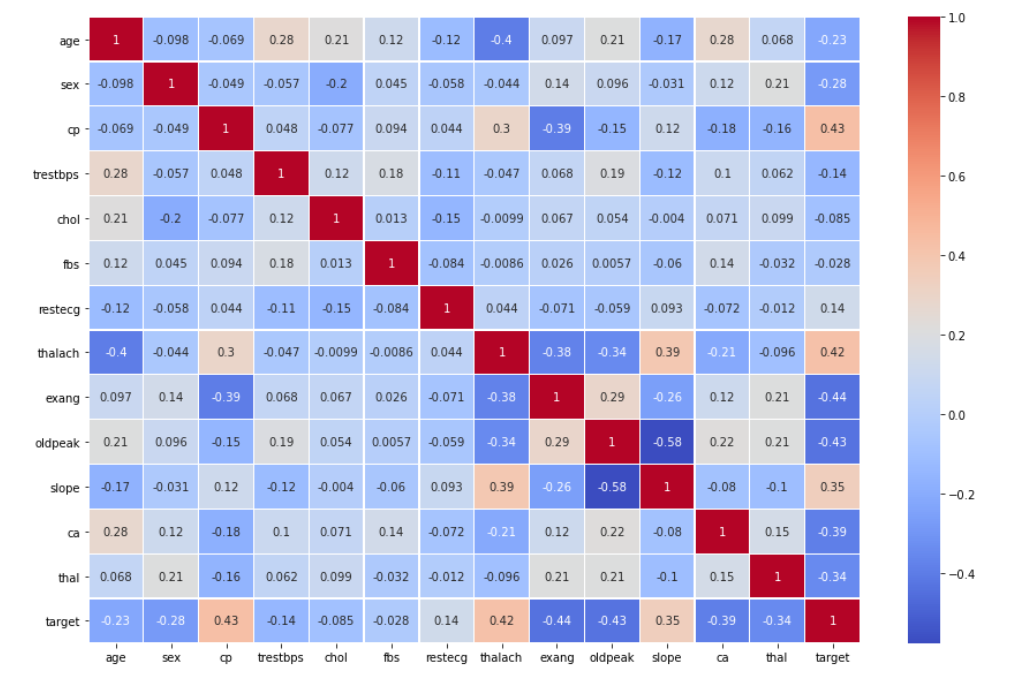 age 1 -0.098 -0.069 0.28 0.21 0.12 -0.12 -0.4 0.097 0.21 -0.17 0.28 0.068 -0.23
sex -0.098 1 -0.049 -0.057 -0.2 0.045 -0.058 -0.044 0.14 0.096 -0.031 0.12 0.21 -0.28
cp -0.069 -0.049 1 0.048 -0.077 0.094 0.044 0.3 -0.39 -0.15 0.12 -0.18 -0.16 0.43
trestbps 0.28 -0.057 0.048 1 0.12 0.18 -0.11 -0.047 0.068 0.19 -0.12 0.1 0.062 -0.14
chol 0.21 -0.2 -0.077 0.12 1 0.013 -0.15 -0.0099 0.067 0.054 -0.004 0.071 0.099 -0.085
fbs 0.12 0.045 0.094 0.18 0.013 1 -0.084 -0.0086 0.026 0.0057 -0.06 0.14 -0.032 -0.028
restecg -0.12 -0.058 0.044 -0.11 -0.15 -0.084 1 0.044 -0.071 -0.059 0.093 -0.072 -0.012 0.14
thalach -0.4 -0.044 0.3 -0.047 -0.0099 -0.0086 0.044 1 -0.38 -0.34 0.39 -0.21 -0.096 0.42
exang 0.097 0.14 -0.39 0.068 0.067 0.026 -0.071 -0.38 1 0.29 -0.26 0.12 0.21 -0.44
oldpeak 0.21 0.096 -0.15 0.19 0.054 0.0057 -0.059 -0.34 0.29 1 -0.58 0.22 0.21 -0.43
slope -0.17 -0.031 0.12 -0.12 -0.004 -0.06 0.093 0.39 -0.26 -0.58 1 -0.08 -0.1 0.35
ca 0.28 0.12 -0.18 0.1 0.071 0.14 -0.072 -0.21 0.12 0.22 -0.08 1 0.15 -0.39
thal 0.068 0.21 -0.16 0.062 0.099 -0.032 -0.012 -0.096 0.21 0.21 -0.1 0.15 1 -0.34
target -0.23 -0.28 0.43 -0.14 -0.085 -0.028 0.14 0.42 -0.44 -0.43 0.35 -0.39 -0.34 1
age sex cp trestbps chol fbs restecg thalach exang oldpeak slope ca thal target
1.0
0.8
0.6
0.4
0.2
0.0
−0.2
−0.4